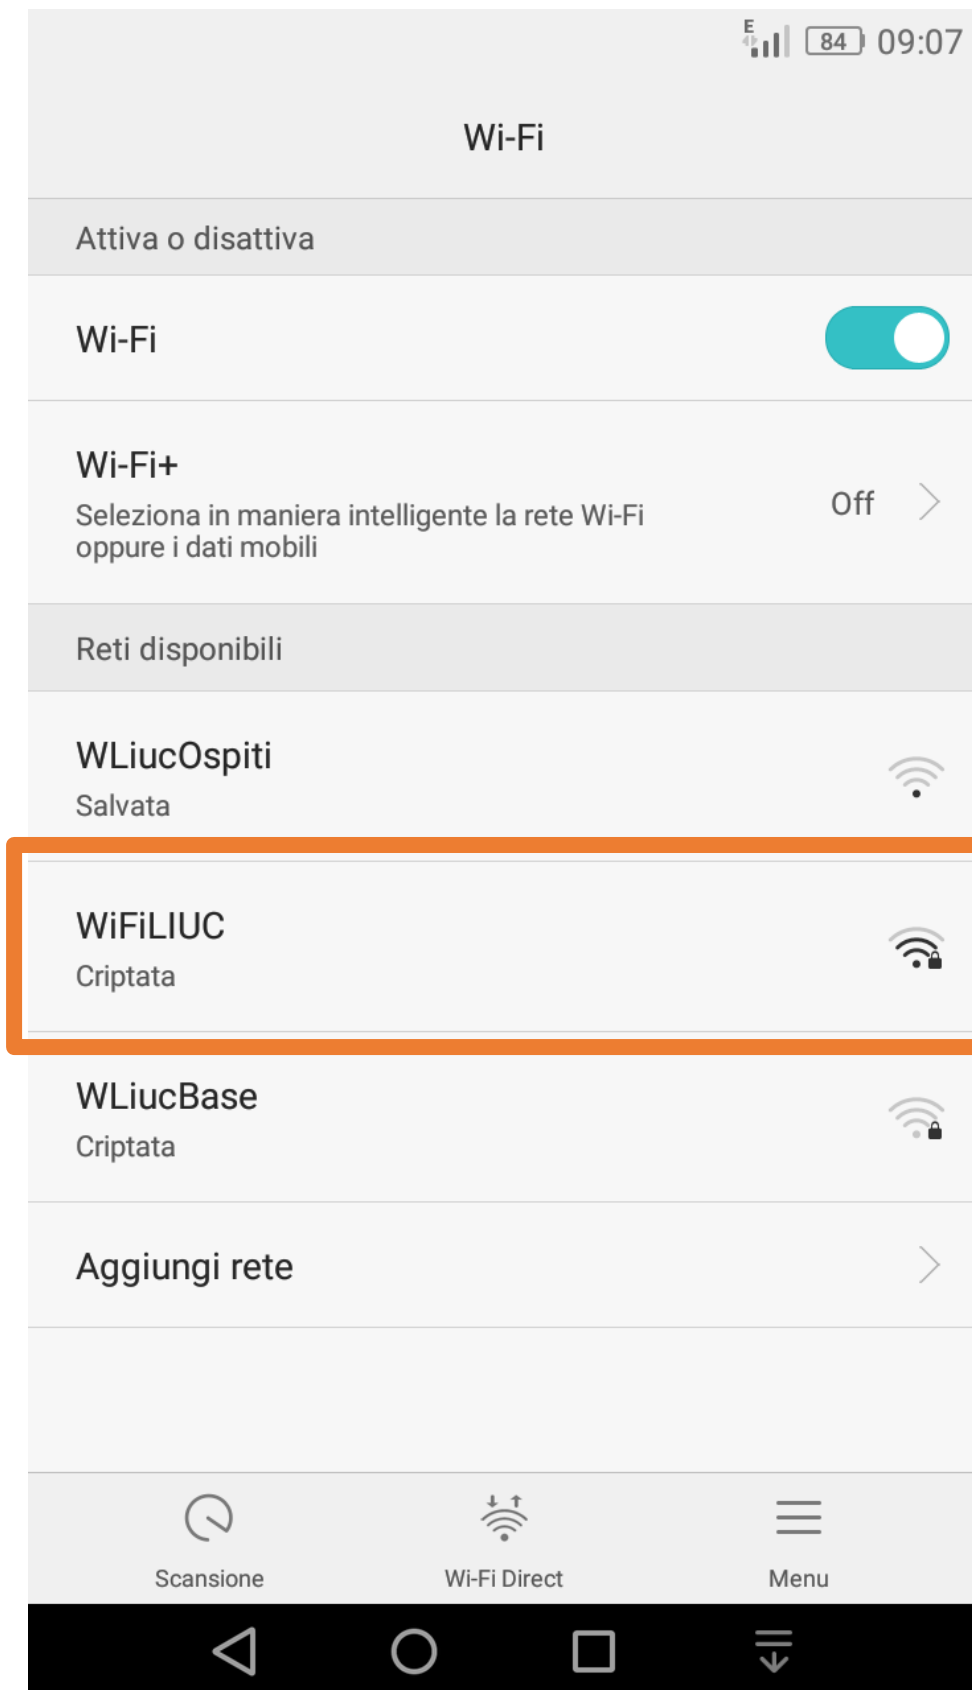 E 84 09:07
Wi-Fi
Attiva o disattiva
Wi-Fi
Wi-Fi+
Seleziona in maniera intelligente la rete Wi-Fi
oppure i dati mobili
Off
Reti disponibili
WLiucOspiti
Salvata
WiFiLIUC
Criptata
WLiucBase
Criptata
Aggiungi rete
Scansione Wi-Fi Direct Menu